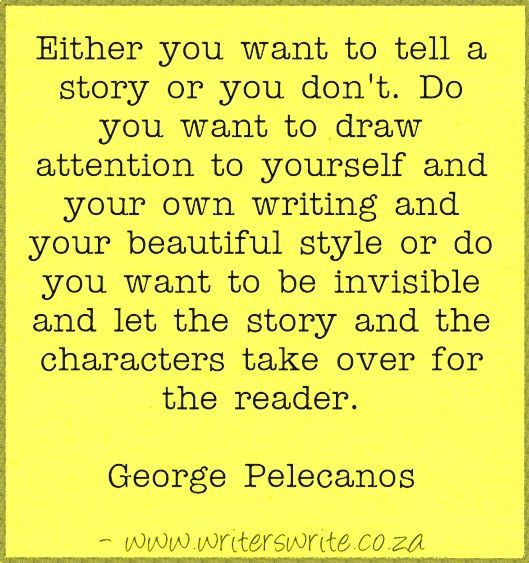 Either you want to tell a
story or you don't. Do
you want to draw
attention to yourself and
your own writing and
your beautiful style or do
you want to be invisible
and let the story and the
characters take over for
the reader.
George Pelecanos
- www.writerswrite.co.za